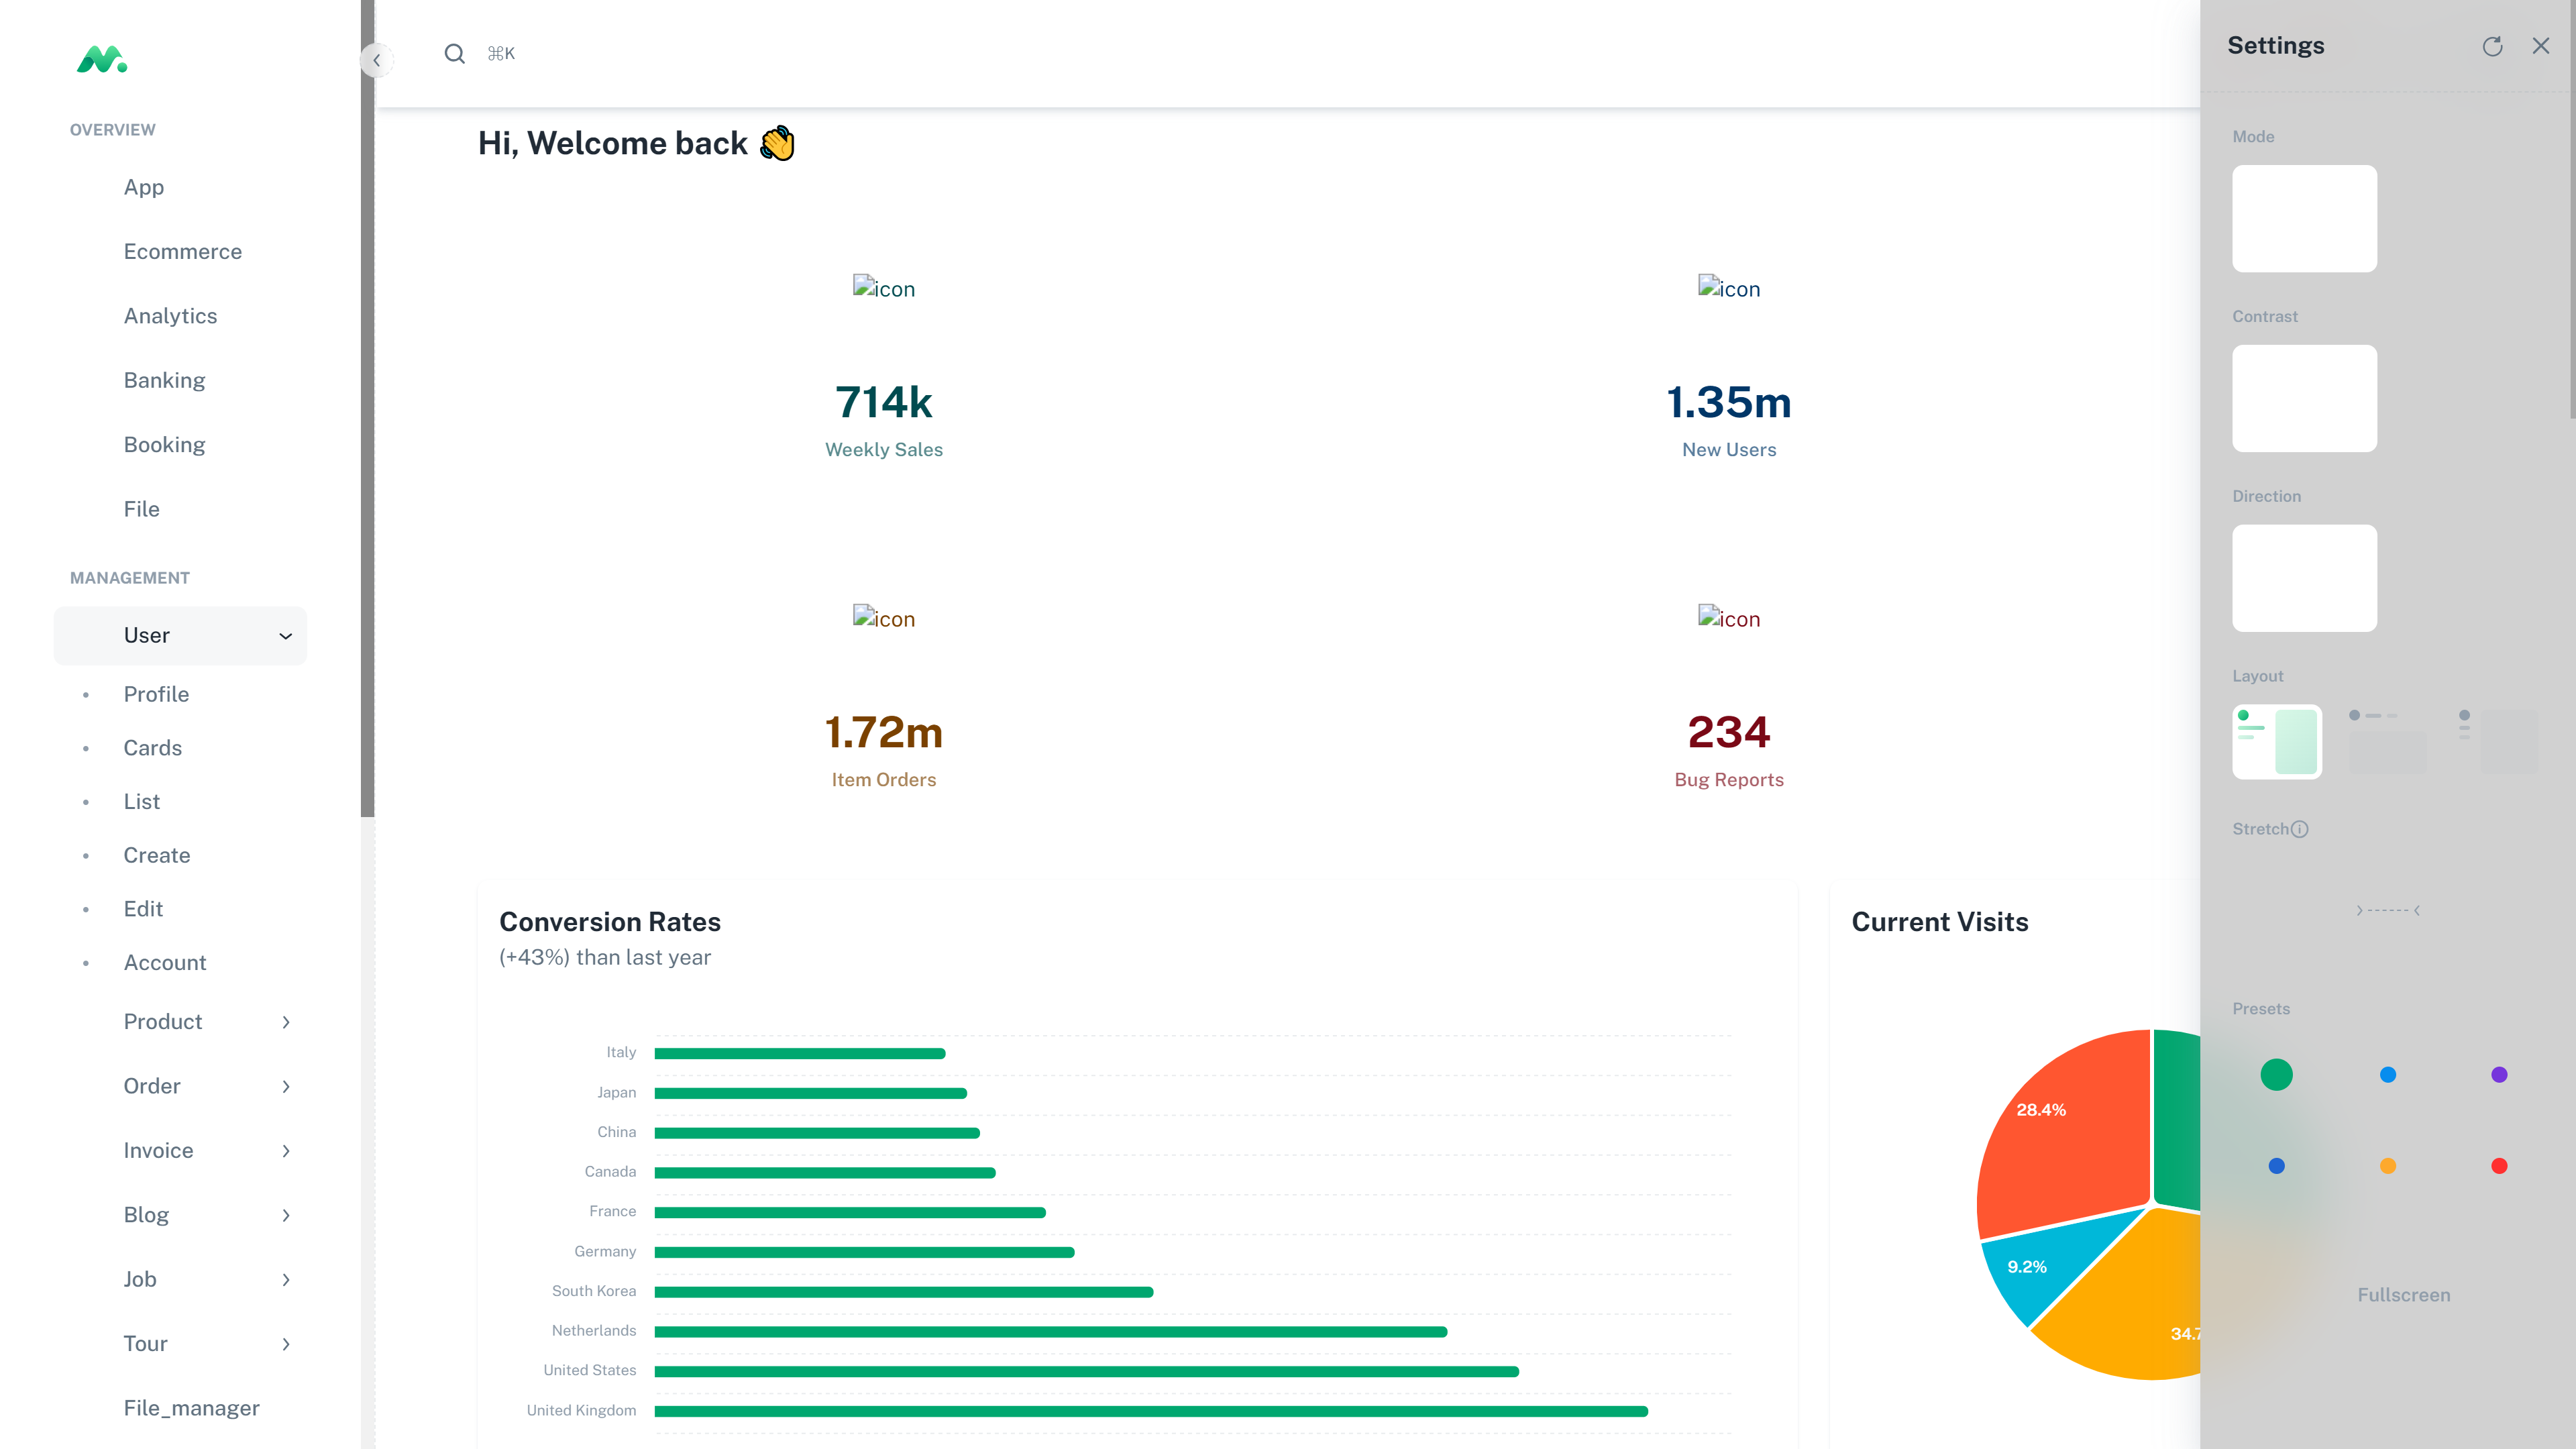 OVERVIEW
App
Ecommerce
Analytics
Banking
Booking
File
MANAGEMENT
User
Profile
Cards
List
Create
Edit
Account
Product
Order
Invoice
Blog
Job
Tour
File_manager
⌘K
Hi, Welcome back 👋
icon
714k
Weekly Sales
icon
1.35m
New Users
icon
1.72m
Item Orders
icon
234
Bug Reports
Conversion Rates
(+43%) than last year
Italy
Japan
China
Canada
France
Germany
South Korea
Netherlands
United States
United Kingdom
Current Visits
28.4%
9.2%
34.7
Settings
Mode
Contrast
Direction
Layout
Stretch
Presets
Fullscreen